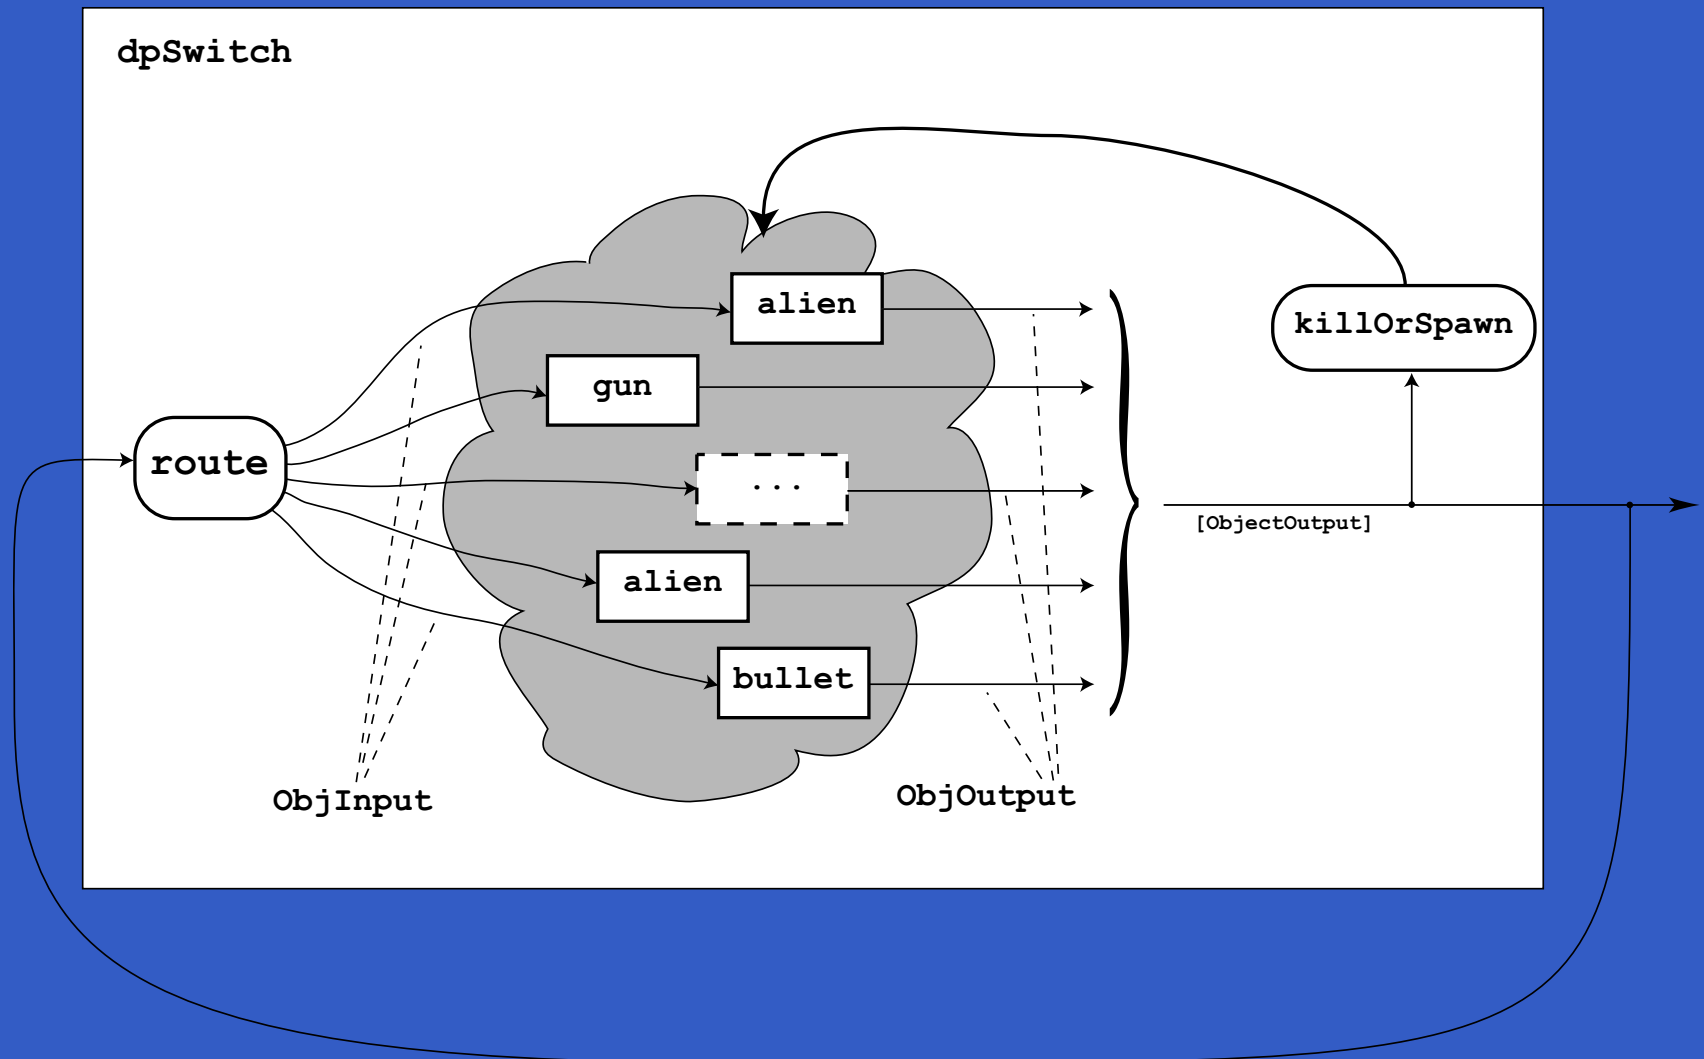 dpSwitch
alien
killOrSpawn
gun
route
...
[ObjectOutput]
alien
bullet
ObjInput
ObjOutput